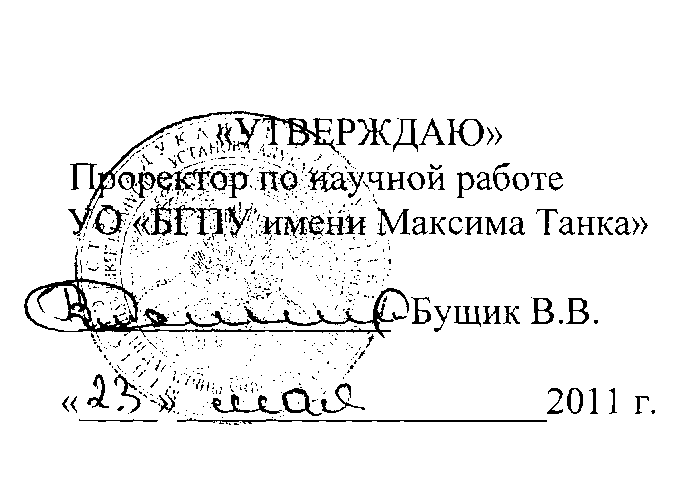 «УТВЕРЖДАЮ»
Проректор по научной работе
УО «БГПУ имени Максима Танка»
Бущик В.В.
«23» мая 2011 г.